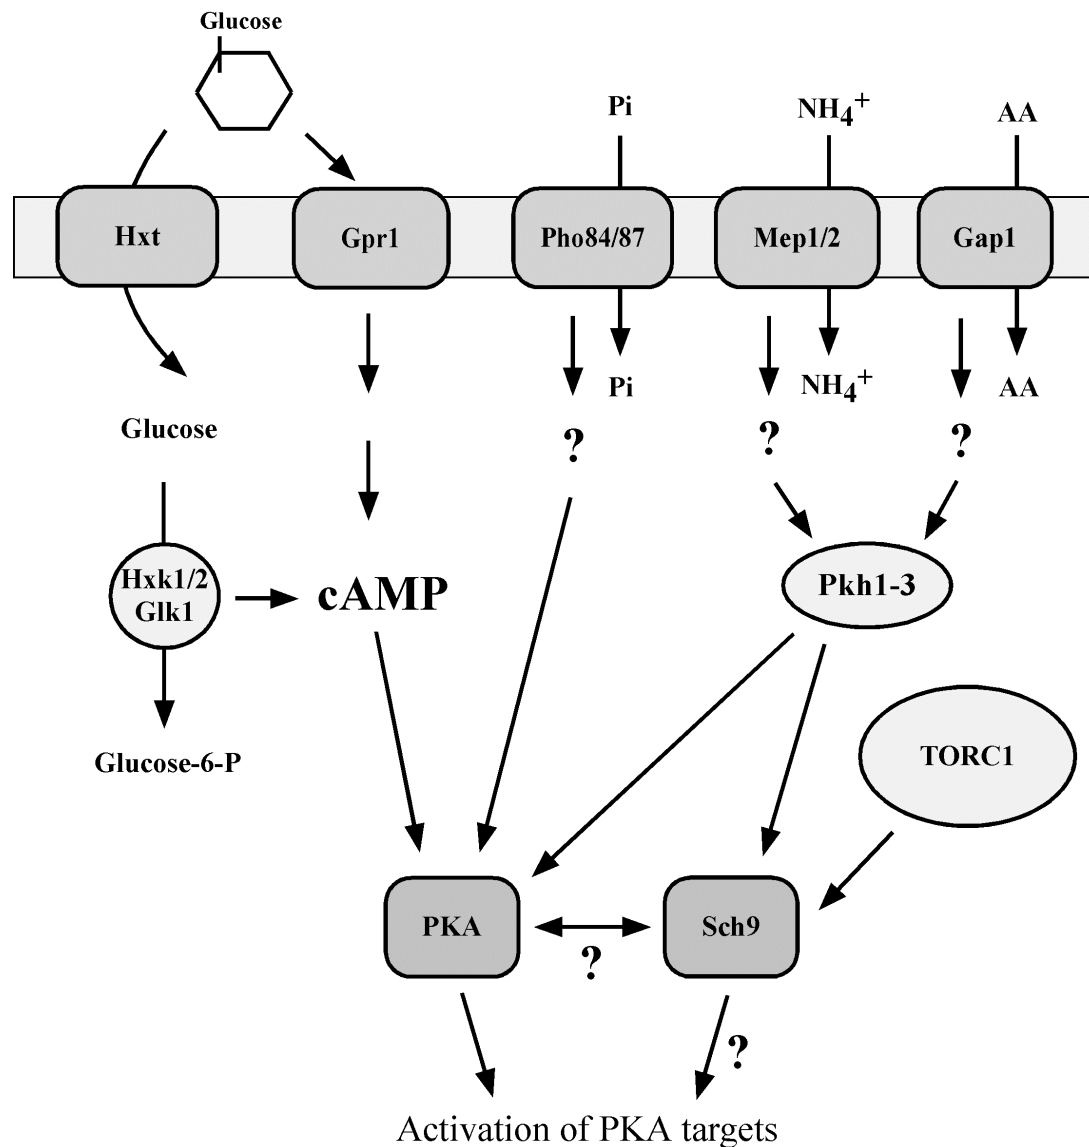 Glucose
Pi
NH4+
AA
Hxt
Gpr1
Pho84/87
Mep1/2
Gap1
Pi
NH4+
AA
Glucose
?
?
?
Hxk1/2
Glk1
cAMP
Pkh1-3
Glucose-6-P
TORC1
PKA
?
Sch9
?
Activation of PKA targets